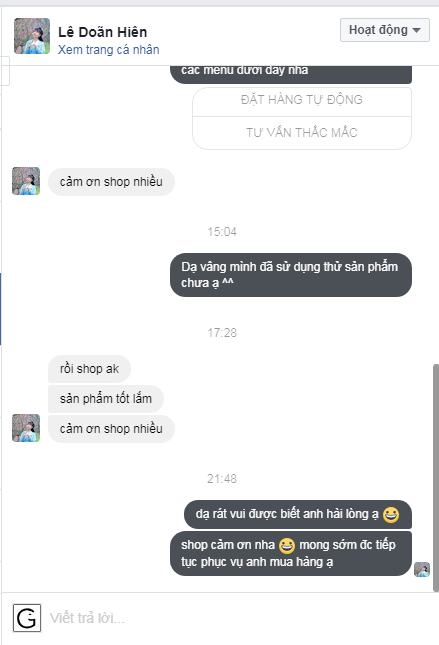 Lê Doãn Hiên
Xem trang cá nhân
Hoạt động
các menu dưới đây nha
ĐẶT HÀNG TỰ ĐỘNG
TƯ VẤN THẮC MẮC
cảm ơn shop nhiều
15:04
Dạ vâng mình đã sử dụng thử sản phẩm
chưa ạ ^^
17:28
rồi shop ak
sản phẩm tốt lắm
cảm ơn shop nhiều
21:48
dạ rát vui được biết anh hải lòng ạ 😀
shop cảm ơn nha 😀 mong sớm đc tiếp
tục phục vụ anh mua hảng ạ
G
Viết trả lời...